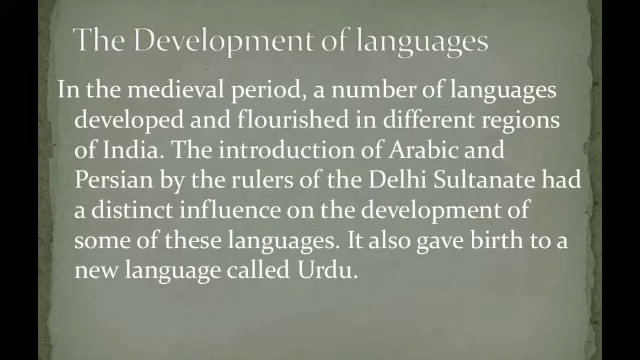 The Development of languages
In the medieval period, a number of languages
developed and flourished in different regions
of India. The introduction of Arabic and
Persian by the rulers of the Delhi Sultanate had
a distinct influence on the development of
some of these languages. It also gave birth to a
new language called Urdu.